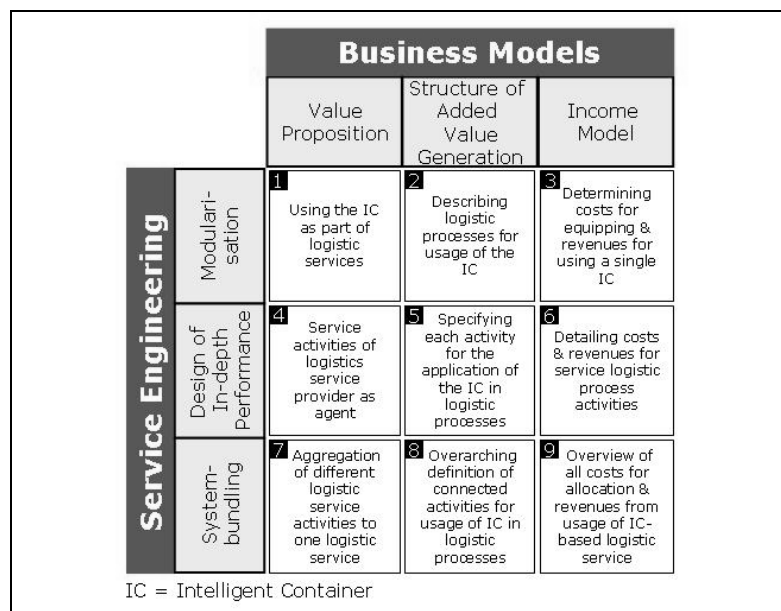 Business Models
Value
Proposition
Structure of
Added
Value
Generation
Income
Model
Service Engineering
Modulari-
sation
1
Using the IC
as part of
logistic
services
2
Describing
logistic
processes for
usage of the
IC
3
Determining
costs for
equipping &
revenues for
using a single
IC
Design of
In-depth
Performance
4
Service
activities of
logistics
service
provider as
agent
5
Specifying
each activity
for the
application of
the IC in
logistic
processes
6
Detailing costs
& revenues for
service logistic
process
activities
System-
bundling
7
Aggregation
of different
logistic
service
activities to
one logistic
service
8
Overarching
definition of
connected
activities for
usage of IC in
logistic
processes
9
Overview of
all costs for
allocation &
revenues from
usage of IC-
based logistic
service
IC = Intelligent Container